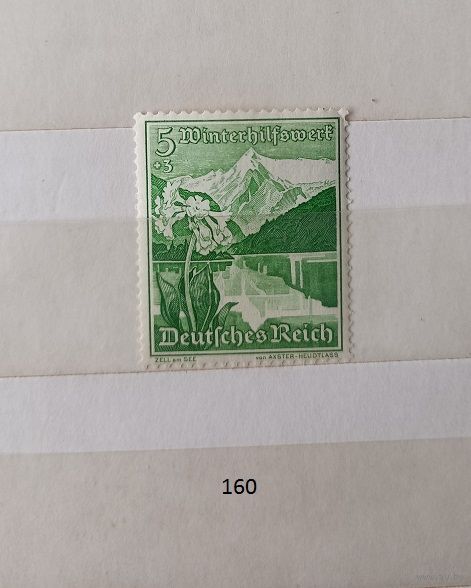 5 Winterhilfswerk
+3
Deutsches Reich
ZELL am SEE von AXSTER-HEUDTLASS
160